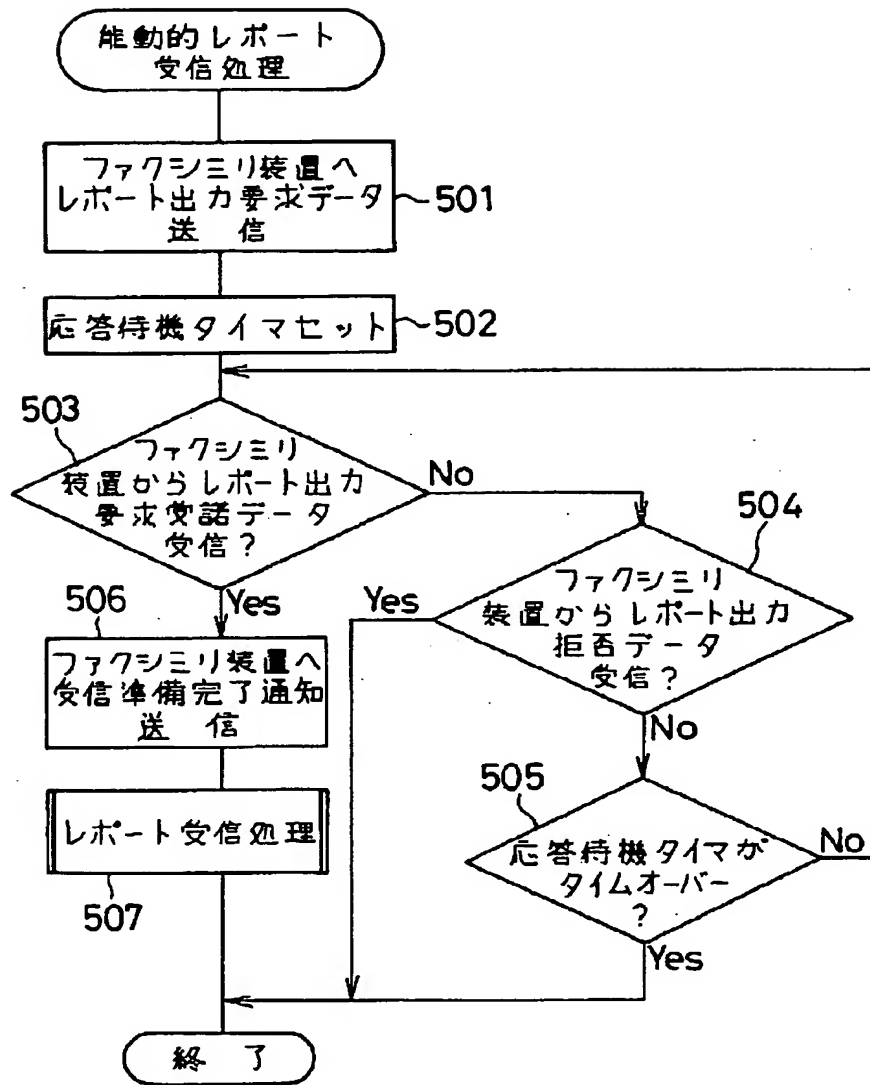 能動的レポート
受信処理
ファクシミリ装置へ
レポート出力要求データ
送 信
501
応答待機タイマセット
502
503
ファクシミリ
装置からレポート出力
要求受諾データ
受信?
No
Yes
504
ファクシミリ
装置からレポート出力
拒否データ
受信?
Yes
No
506
ファクシミリ装置へ
受信準備完了通知
送 信
505
応答待機タイマが
タイムオーバー
?
No
Yes
レポート受信処理
507
終 了